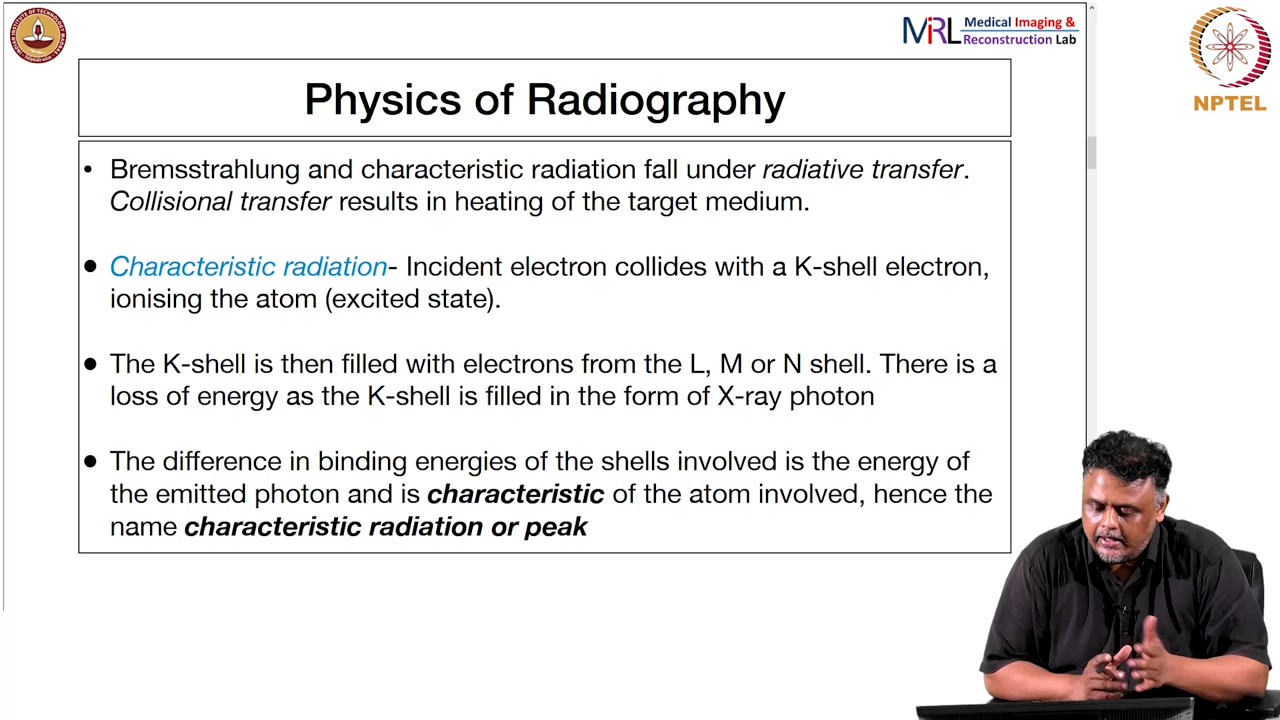 MIRL Medical Imaging &
Reconstruction Lab
NPTEL
Physics of Radiography
• Bremsstrahlung and characteristic radiation fall under radiative transfer.
Collisional transfer results in heating of the target medium.
● Characteristic radiation- Incident electron collides with a K-shell electron,
ionising the atom (excited state).
● The K-shell is then filled with electrons from the L, M or N shell. There is a
loss of energy as the K-shell is filled in the form of X-ray photon
● The difference in binding energies of the shells involved is the energy of
the emitted photon and is characteristic of the atom involved, hence the
name characteristic radiation or peak